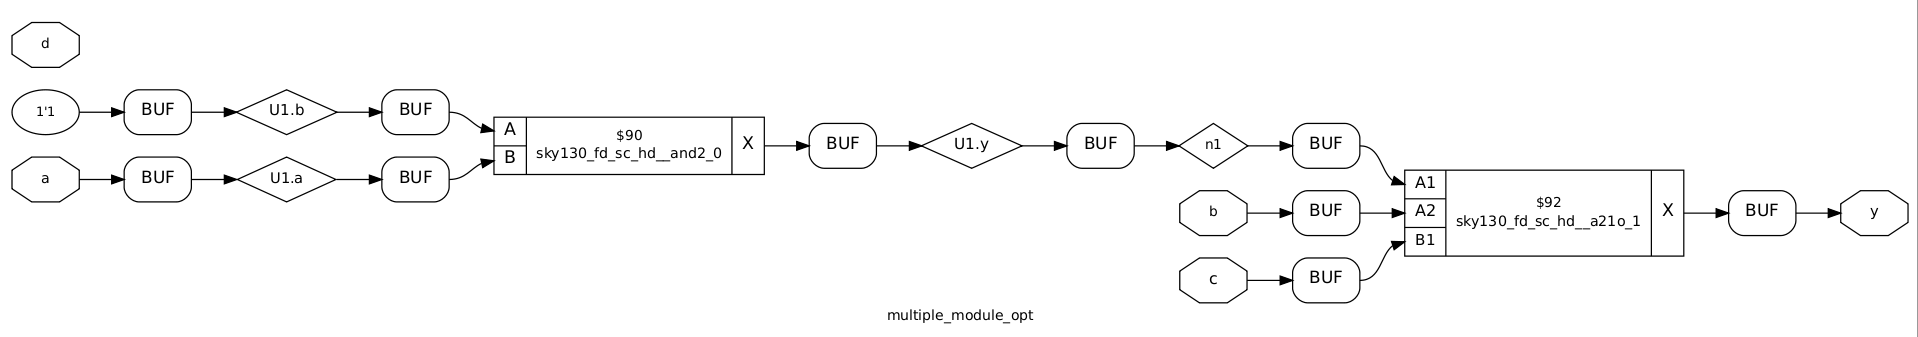 d
1'1
BUF
U1.b
BUF
a
BUF
U1.a
BUF
A
B
$90
sky130_fd_sc_hd__and2_0
X
BUF
U1.y
BUF
n1
BUF
b
BUF
c
BUF
A1
A2
B1
$92
sky130_fd_sc_hd__a21o_1
X
BUF
y
multiple_module_opt